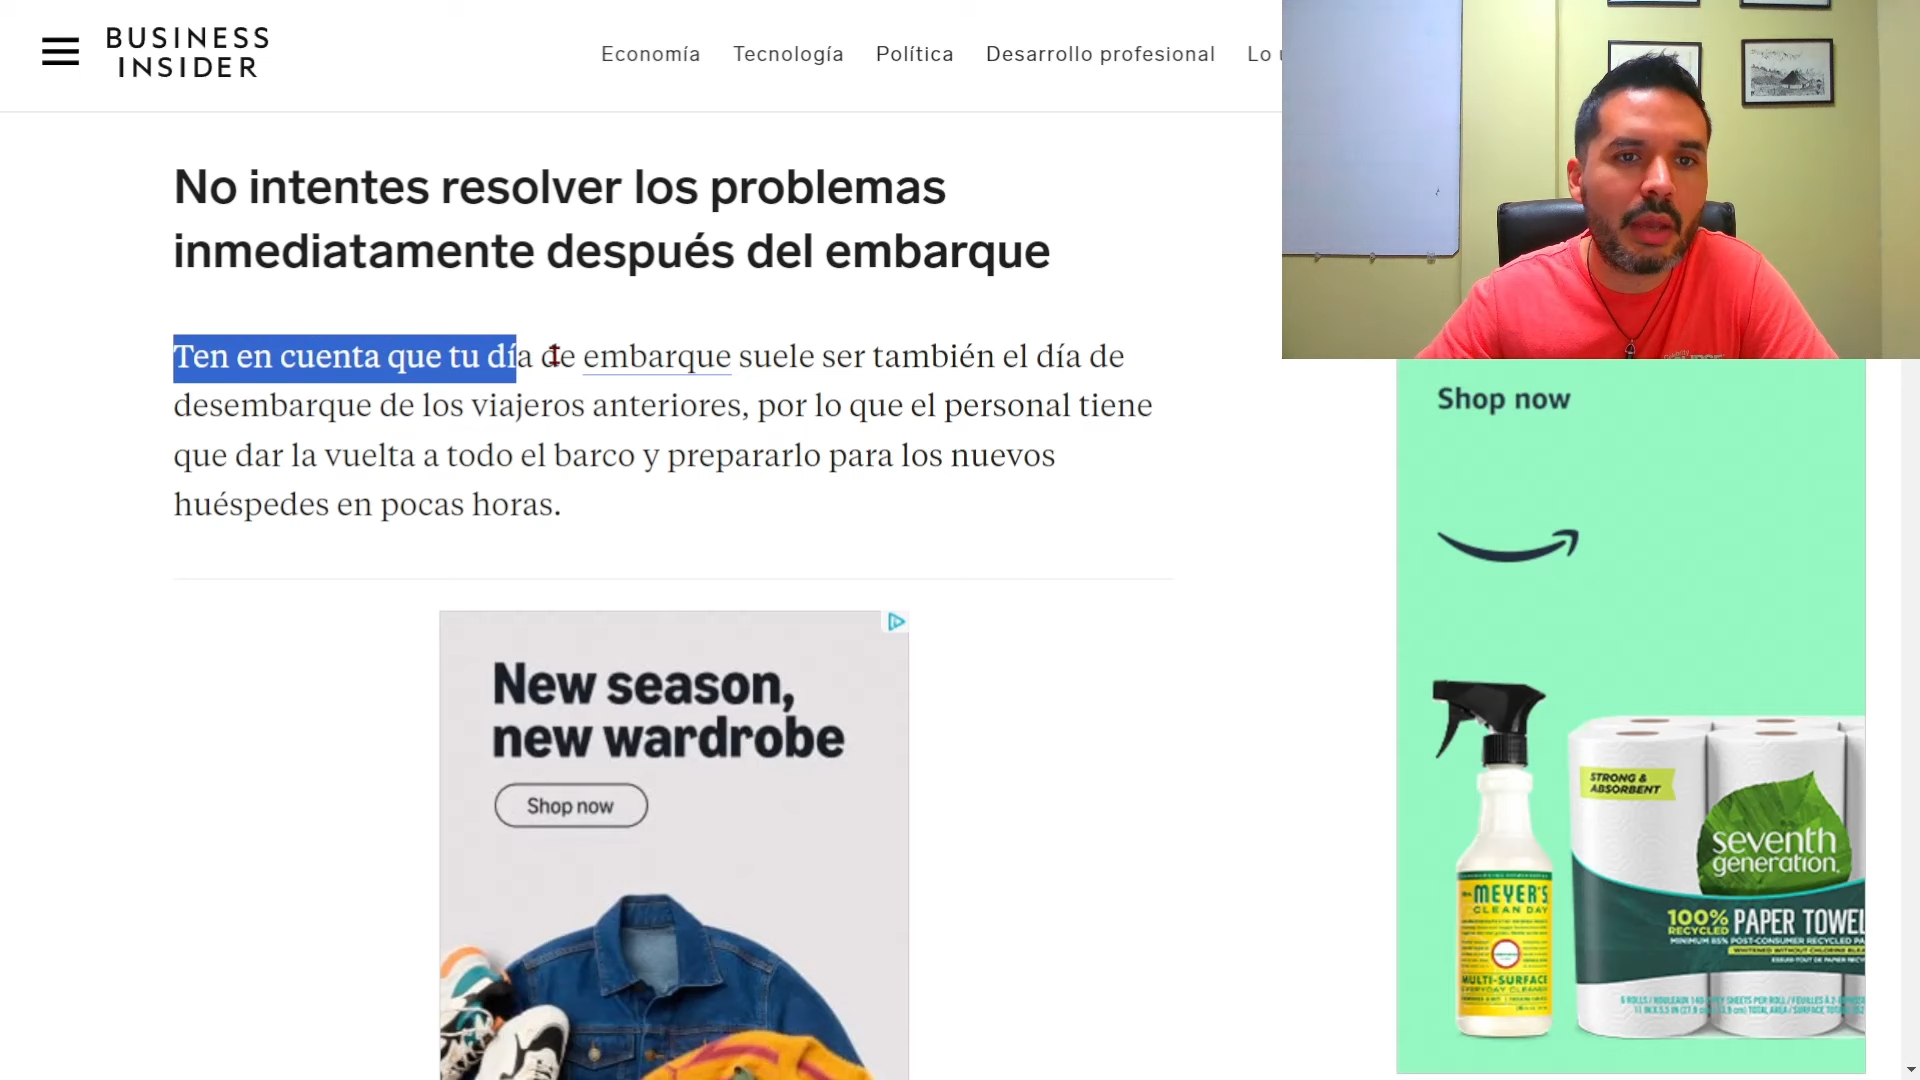 BUSINESS
INSIDER
Economía Tecnología Política Desarrollo profesional Lo
No intentes resolver los problemas
inmediatamente después del embarque
Ten en cuenta que tu día de embarque suele ser también el día de
desembarque de los viajeros anteriores, por lo que el personal tiene
que dar la vuelta a todo el barco y prepararlo para los nuevos
huéspedes en pocas horas.
New season,
new wardrobe
Shop now
Shop now
STRONG &
ABSORBENT
seventh
generation.
100%
RECYCLED
PAPER TOWEL
MEYER'S
CLEAN DAY
MULTI-SURFACE
EVERYDAY CLEANER